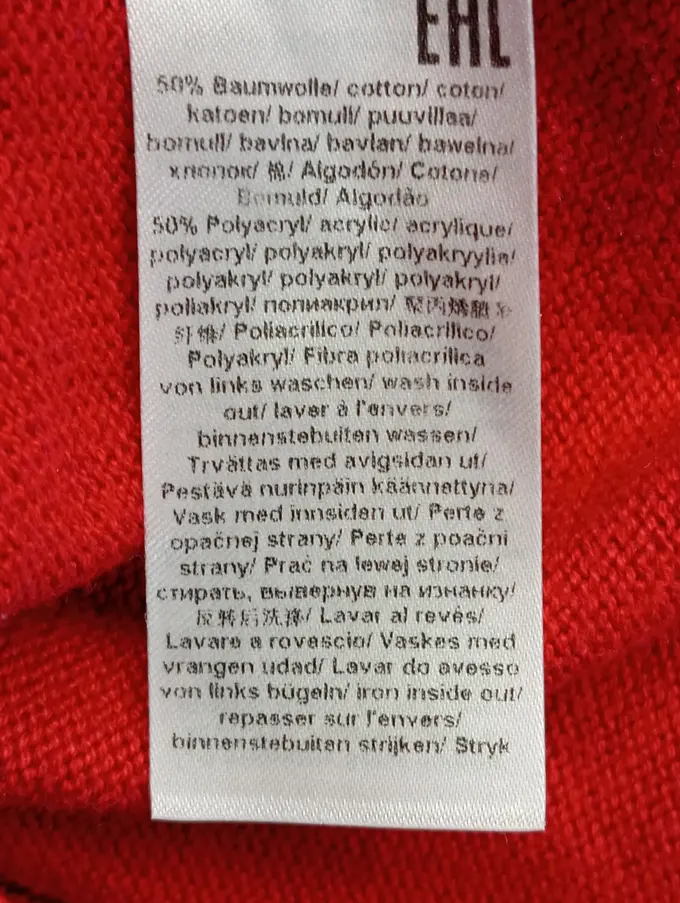 EAC
50% Baumwolle/ cotton/ coton/
katoen/ bomull/ puuvillaa/
bomull/ bavlna/ bavlan/ bawełna/
хлопок/ 棉/ Algodón/ Cotone/
Bomuld/ Algodão
50% Polyacryl/ acrylic/ acrylique/
polyacryl/ polyakryl/ polyakryylia/
polyakryl/ polyakryl/ polyakryl/
poliakryl/ полиакрил/ 聚丙烯腈
纤维/ Poliacrílico/ Poliacrilico/
Polyakryl/ Fibra poliacrílica
von links waschen/ wash inside
out/ laver à l'envers/
binnenstebuiten wassen/
Tvättas med avigsidan ut/
Pestävä nurinpäin käännettynä/
Vask med innsiden ut/ Perte z
opačnej strany/ Perte z poační
strany/ Prać na lewej stronie/
стирать, вывернув на изнанку/
反转后洗涤/ Lavar al revés/
Lavare a rovescio/ Vaskes med
vrangen udad/ Lavar do avesso
von links bügeln/ iron inside out/
repasser sur l'envers/
binnenstebuiten strijken/ Stryk